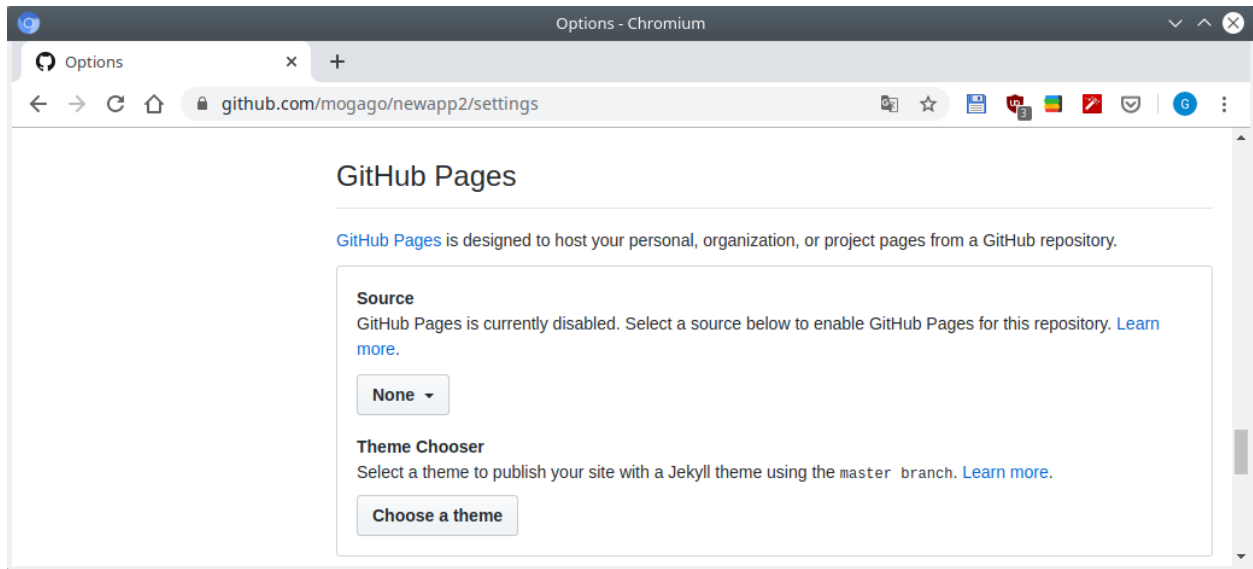 Options - Chromium
Options
github.com/mogago/newapp2/settings
3
G
GitHub Pages
GitHub Pages is designed to host your personal, organization, or project pages from a GitHub repository.
Source
GitHub Pages is currently disabled. Select a source below to enable GitHub Pages for this repository. Learn
more.
None
Theme Chooser
Select a theme to publish your site with a Jekyll theme using the master branch. Learn more.
Choose a theme